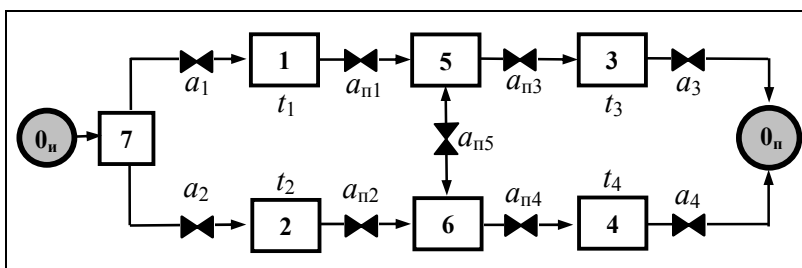 1 5 3
a₁ aп1 aп3 a₃
t₁ t₃
0и 7 0п
aп5
t₂ t₄
a₂ aп2 aп4 a₄
2 6 4